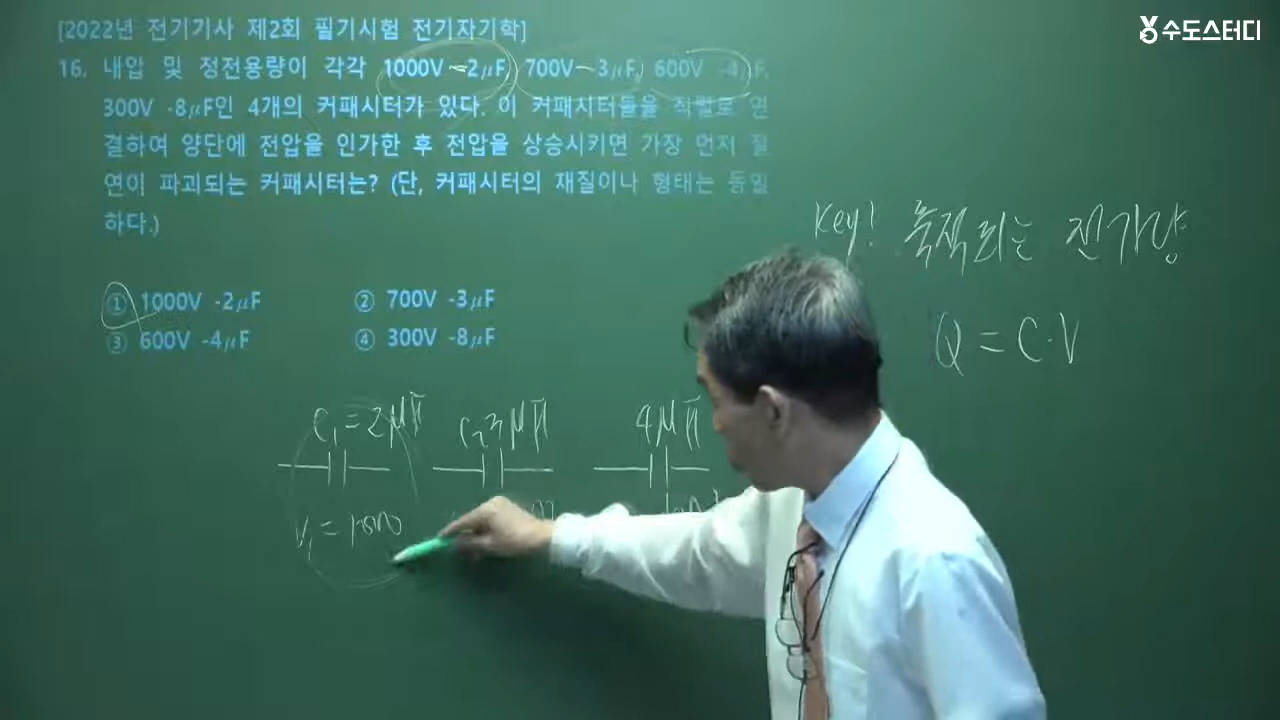 [2022년 전기기사 제2회 필기시험 전기자기학]
수도스터디
16. 내압 및 정전용량이 각각 1000V -2μF, 700V -3μF, 600V -4μF,
300V -8μF인 4개의 커패시터가 있다. 이 커패시터들을 직렬로 연
결하여 양단에 전압을 인가한 후 전압을 상승시키면 가장 먼저 절
연이 파괴되는 커패시터는? (단, 커패시터의 재질이나 형태는 동일
하다.)
Key! 축적되는 전하량
Q = C·V
① 1000V -2μF ② 700V -3μF
③ 600V -4μF ④ 300V -8μF
C₁ = 2μF C₂ 3μF 4μF
V₁ = 1000